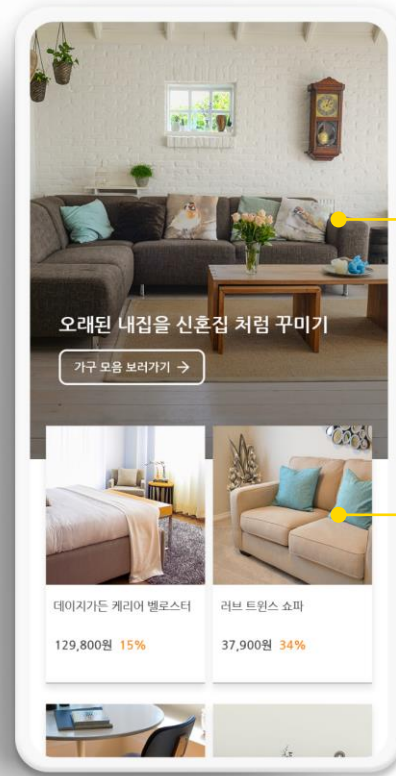 오래된 내집을 신혼집 처럼 꾸미기
가구 모음 보러가기 →
데이지가든 케리어 벨로스터
129,800원 15%
러브 트윈스 쇼파
37,900원 34%